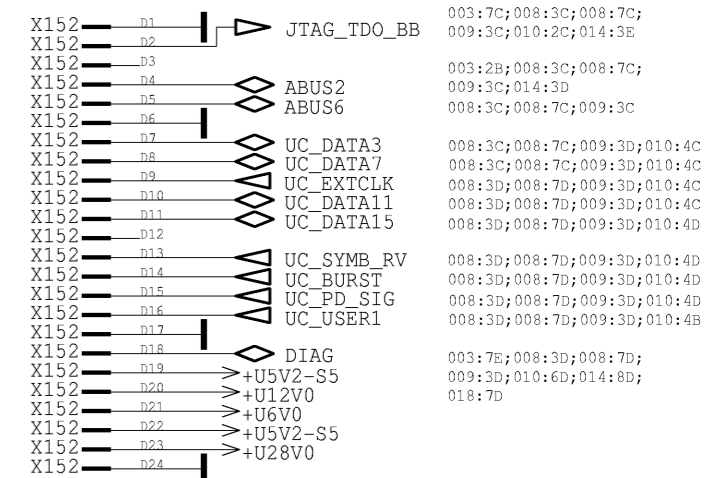 X152 D1 003:7C;008:3C;008:7C;
X152 D2 JTAG_TDO_BB 009:3C;010:2C;014:3E
X152 D3 003:2B;008:3C;008:7C;
X152 D4 ABUS2 009:3C;014:3D
X152 D5 ABUS6 008:3C;008:7C;009:3C
X152 D6
X152 D7 UC_DATA3 008:3C;008:7C;009:3D;010:4C
X152 D8 UC_DATA7 008:3C;008:7C;009:3D;010:4C
X152 D9 UC_EXTCLK 008:3D;008:7D;009:3D;010:4C
X152 D10 UC_DATA11 008:3D;008:7D;009:3D;010:4C
X152 D11 UC_DATA15 008:3D;008:7D;009:3D;010:4D
X152 D12
X152 D13 UC_SYMB_RV 008:3D;008:7D;009:3D;010:4D
X152 D14 UC_BURST 008:3D;008:7D;009:3D;010:4D
X152 D15 UC_PD_SIG 008:3D;008:7D;009:3D;010:4D
X152 D16 UC_USER1 008:3D;008:7D;009:3D;010:4B
X152 D17
X152 D18 DIAG 003:7E;008:3D;008:7D;
X152 D19 +U5V2-S5 009:3D;010:6D;014:8D;
X152 D20 +U12V0 018:7D
X152 D21 +U6V0
X152 D22 +U5V2-S5
X152 D23 +U28V0
X152 D24